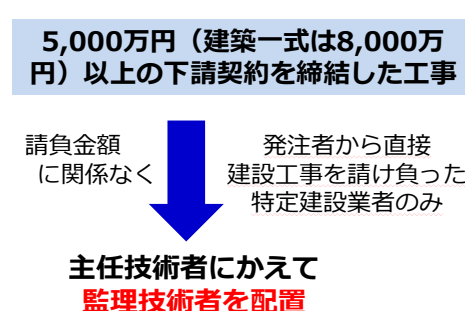 5,000万円（建築一式は8,000万
円）以上の下請契約を締結した工事
請負金額
に関係なく
発注者から直接
建設工事を請け負った
特定建設業者のみ
主任技術者にかえて
監理技術者を配置